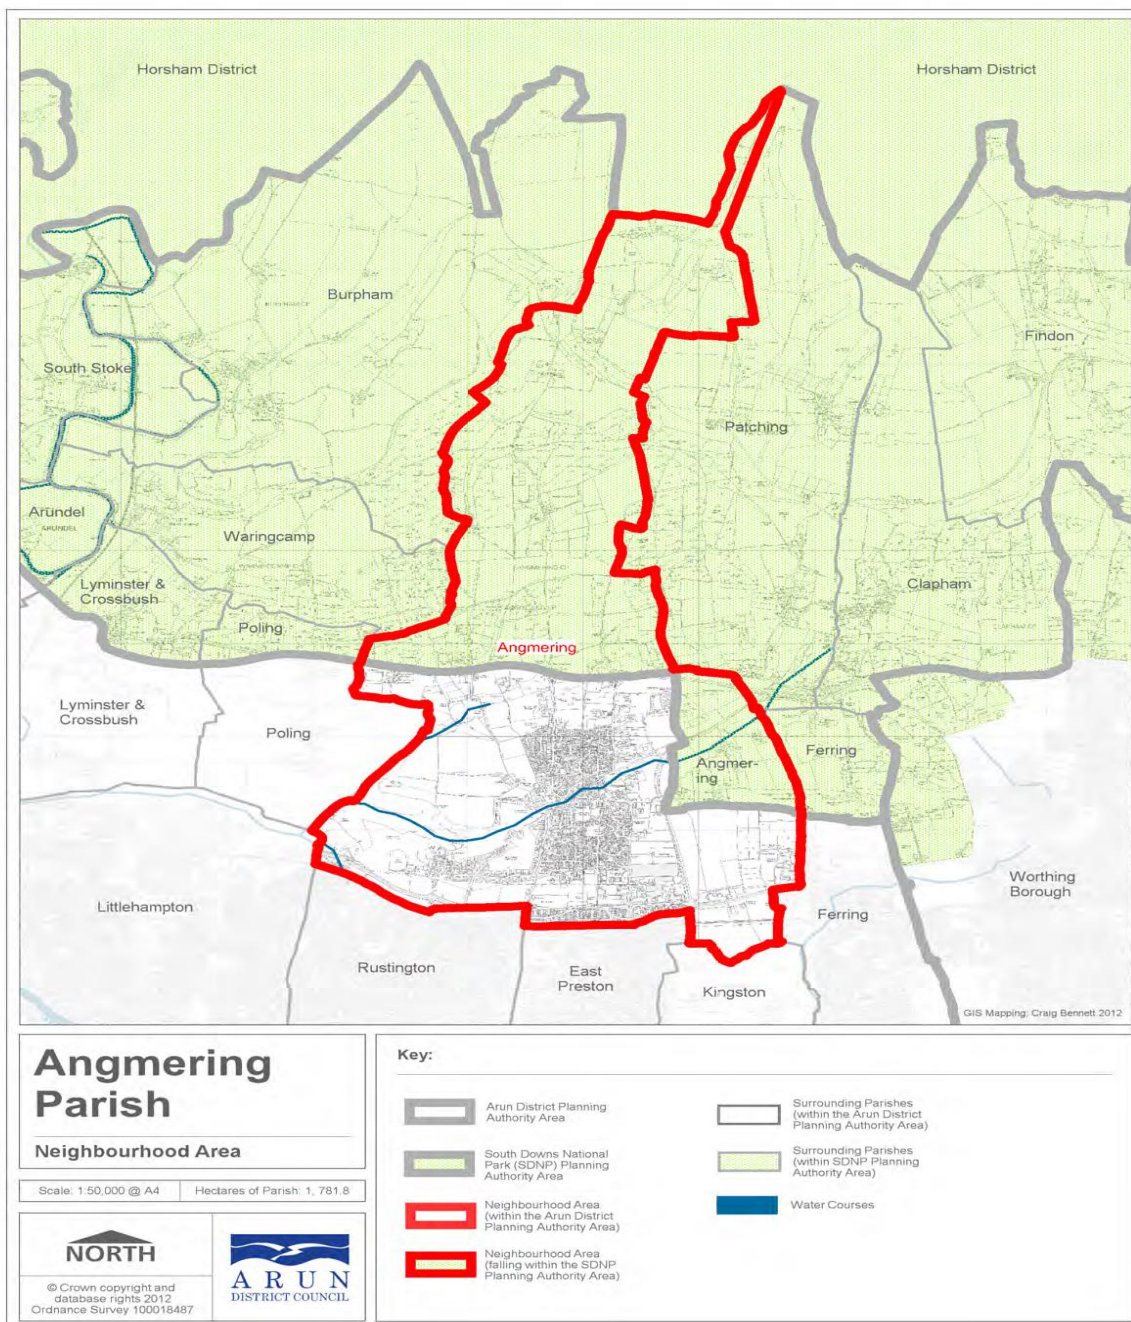 Horsham District
Horsham District
Burpham
Findon
South Stoke
Patching
Arundel
ARUNDEL
Waringcamp
Clapham
Lyminster &
Crossbush
Poling
Angmering
Lyminster &
Crossbush
Poling
Angmer-
ing
Ferring
Worthing
Borough
Littlehampton
Ferring
Rustington
East
Preston
Kingston
GIS Mapping: Craig Bennett 2012
Angmering
Parish
Neighbourhood Area
Scale: 1:50,000 @ A4
Hectares of Parish: 1, 781.8
NORTH
© Crown copyright and
database rights 2012
Ordnance Survey 100018487
ARUN
DISTRICT COUNCIL
Key:
Arun District Planning
Authority Area
South Downs National
Park (SDNP) Planning
Authority Area
Neighbourhood Area
(within the Arun District
Planning Authority Area)
Neighbourhood Area
(falling within the SDNP
Planning Authority Area)
Surrounding Parishes
(within the Arun District
Planning Authority Area)
Surrounding Parishes
(within SDNP Planning
Authority Area)
Water Courses